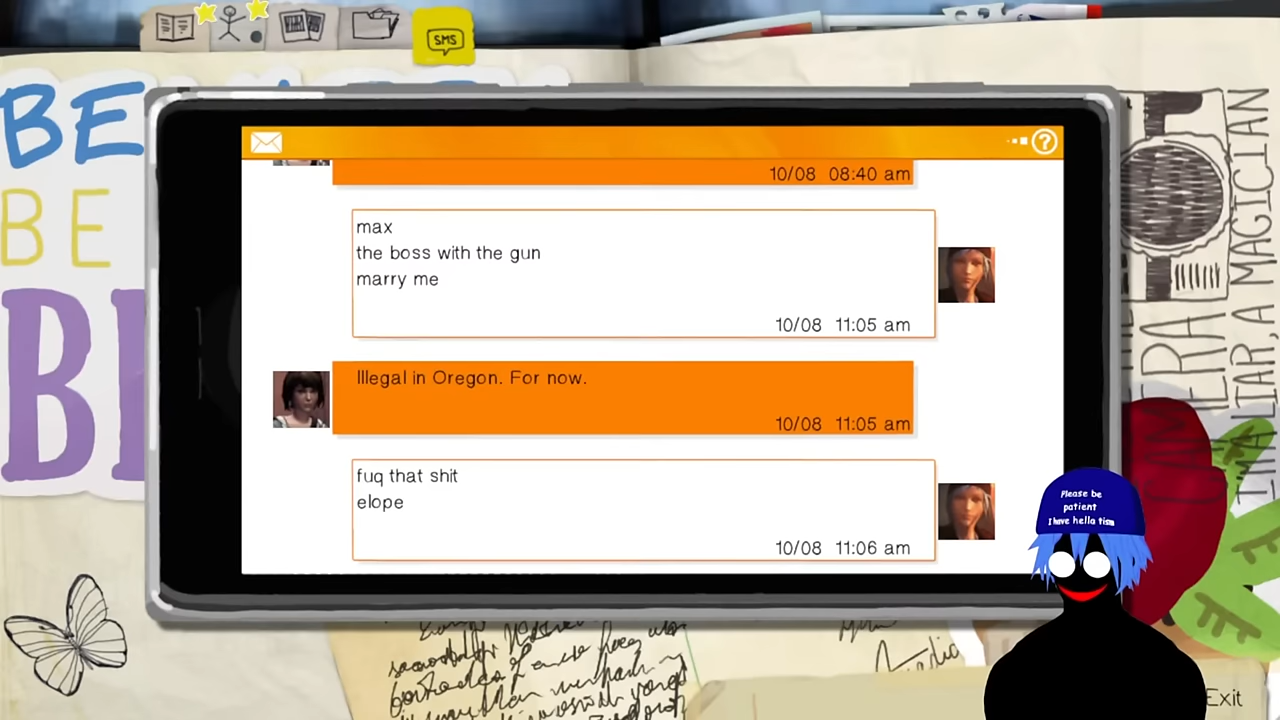 SMS
BE
BE
10/08 08:40 am
max
the boss with the gun
marry me
10/08 11:05 am
Illegal in Oregon. For now.
10/08 11:05 am
fuq that shit
elope
10/08 11:06 am
?
Please be
patient
I have hella tism
A MAGICIAN
Exit